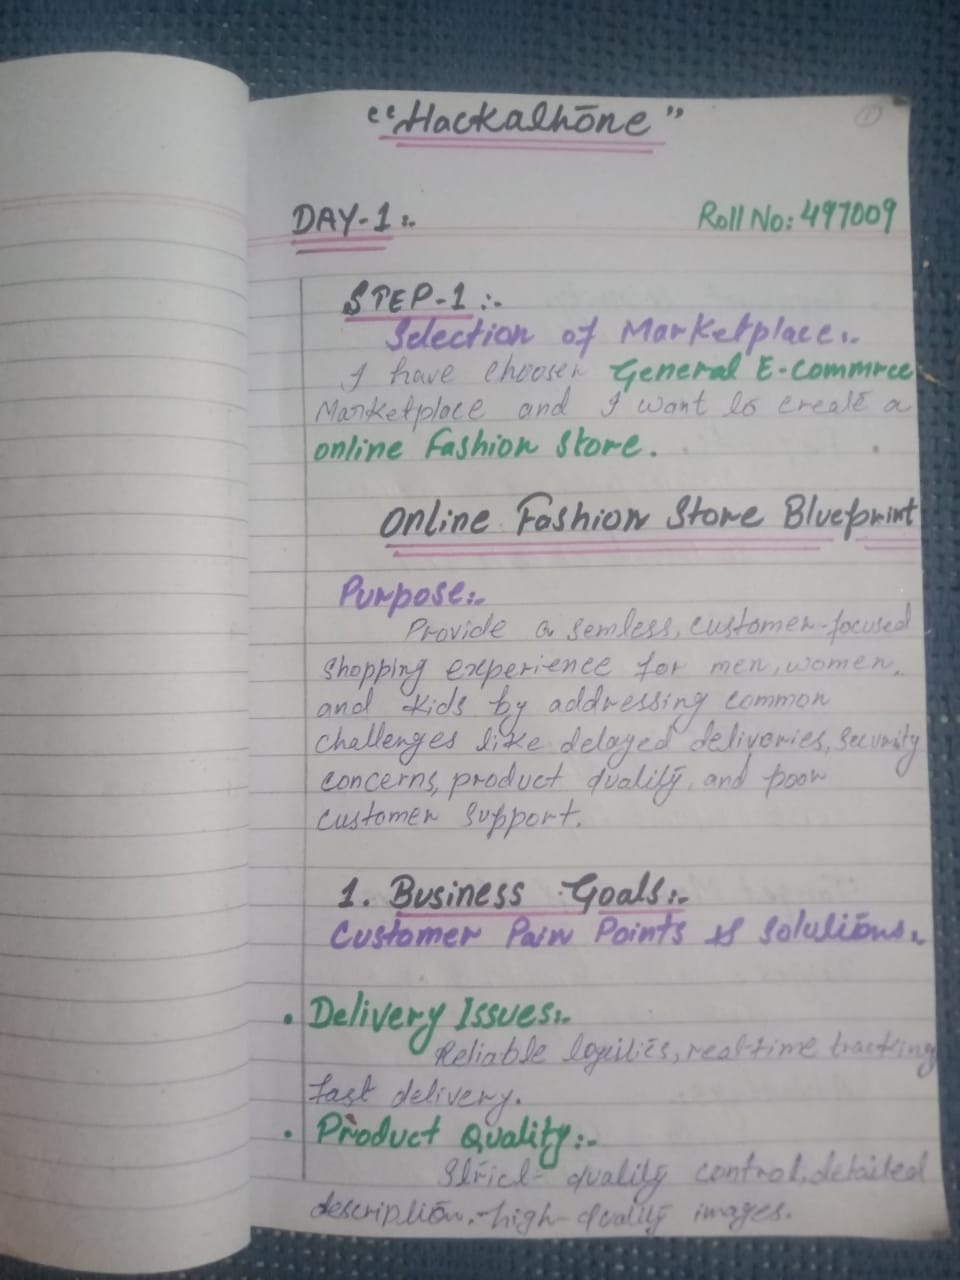 "Hackalhone"
1
DAY-1:.
Roll No: 497009
STEP-1:.
Selection of Marketplace:.
I have choosen General E-Commrce
Marketplace and I want to create a
online Fashion Store.
Online Fashion Store Blueprint
Purpose:.
Provide a semless, customer-focused
shopping experience for men, women,
and kids by addressing common
challenges like delayed deliveries, security
concerns, product quality, and poor
customer support.
1. Business Goals:.
Customer Pain Points & Solutions.
• Delivery Issues:.
Reliable logilics, real-time tracking
fast delivery.
• Product Quality:-
Strict quality control, detailed
description, high-quality images.